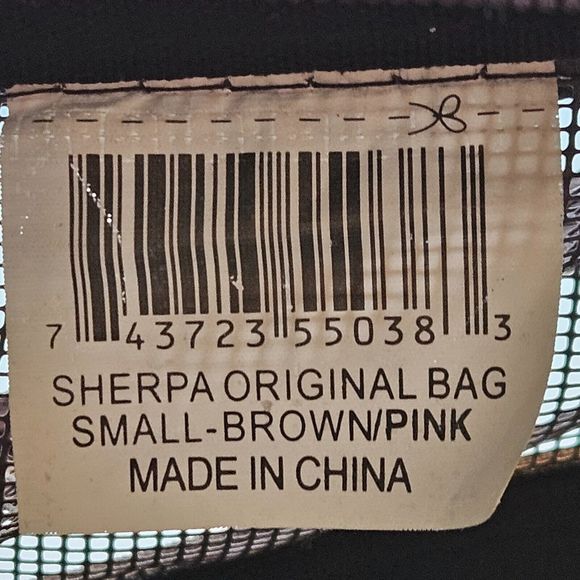 7 43723 55038 3
SHERPA ORIGINAL BAG
SMALL-BROWN/PINK
MADE IN CHINA